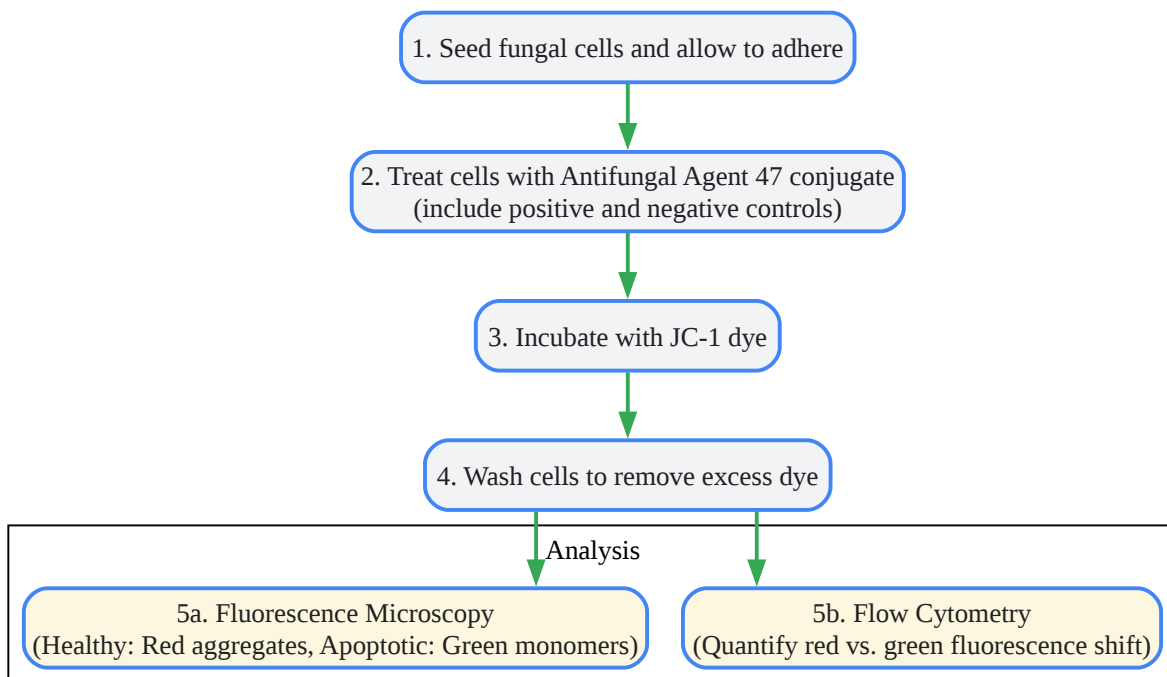 1. Seed fungal cells and allow to adhere
2. Treat cells with Antifungal Agent 47 conjugate
(include positive and negative controls)
3. Incubate with JC-1 dye
4. Wash cells to remove excess dye
Analysis
5a. Fluorescence Microscopy
(Healthy: Red aggregates, Apoptotic: Green monomers)
5b. Flow Cytometry
(Quantify red vs. green fluorescence shift)